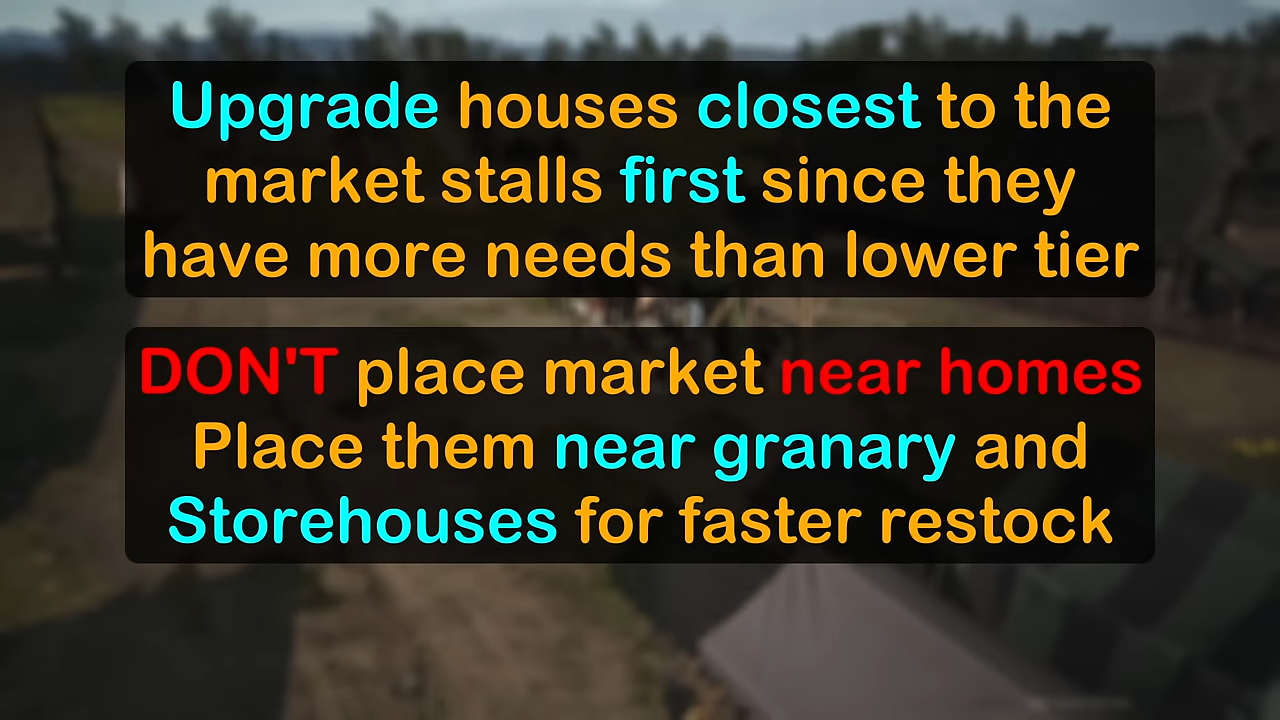 Upgrade houses closest to the
market stalls first since they
have more needs than lower tier
DON'T place market near homes
Place them near granary and
Storehouses for faster restock